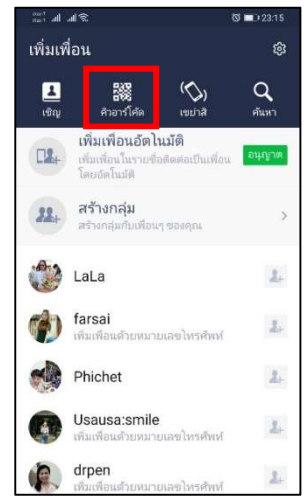 23:15
เพิ่มเพื่อน
เชิญ คิวอาร์โค้ด เขย่าสิ ค้นหา
เพิ่มเพื่อนอัตโนมัติ
เพิ่มเพื่อนในรายชื่อติดต่อเป็นเพื่อน
โดยอัตโนมัติ
อนุญาต
สร้างกลุ่ม
สร้างกลุ่มกับเพื่อนๆ ของคุณ
LaLa
farsai
เพิ่มเพื่อนด้วยหมายเลขโทรศัพท์
Phichet
Usausa:smile
เพิ่มเพื่อนด้วยหมายเลขโทรศัพท์
drpen
เพิ่มเพื่อนด้วยหมายเลขโทรศัพท์